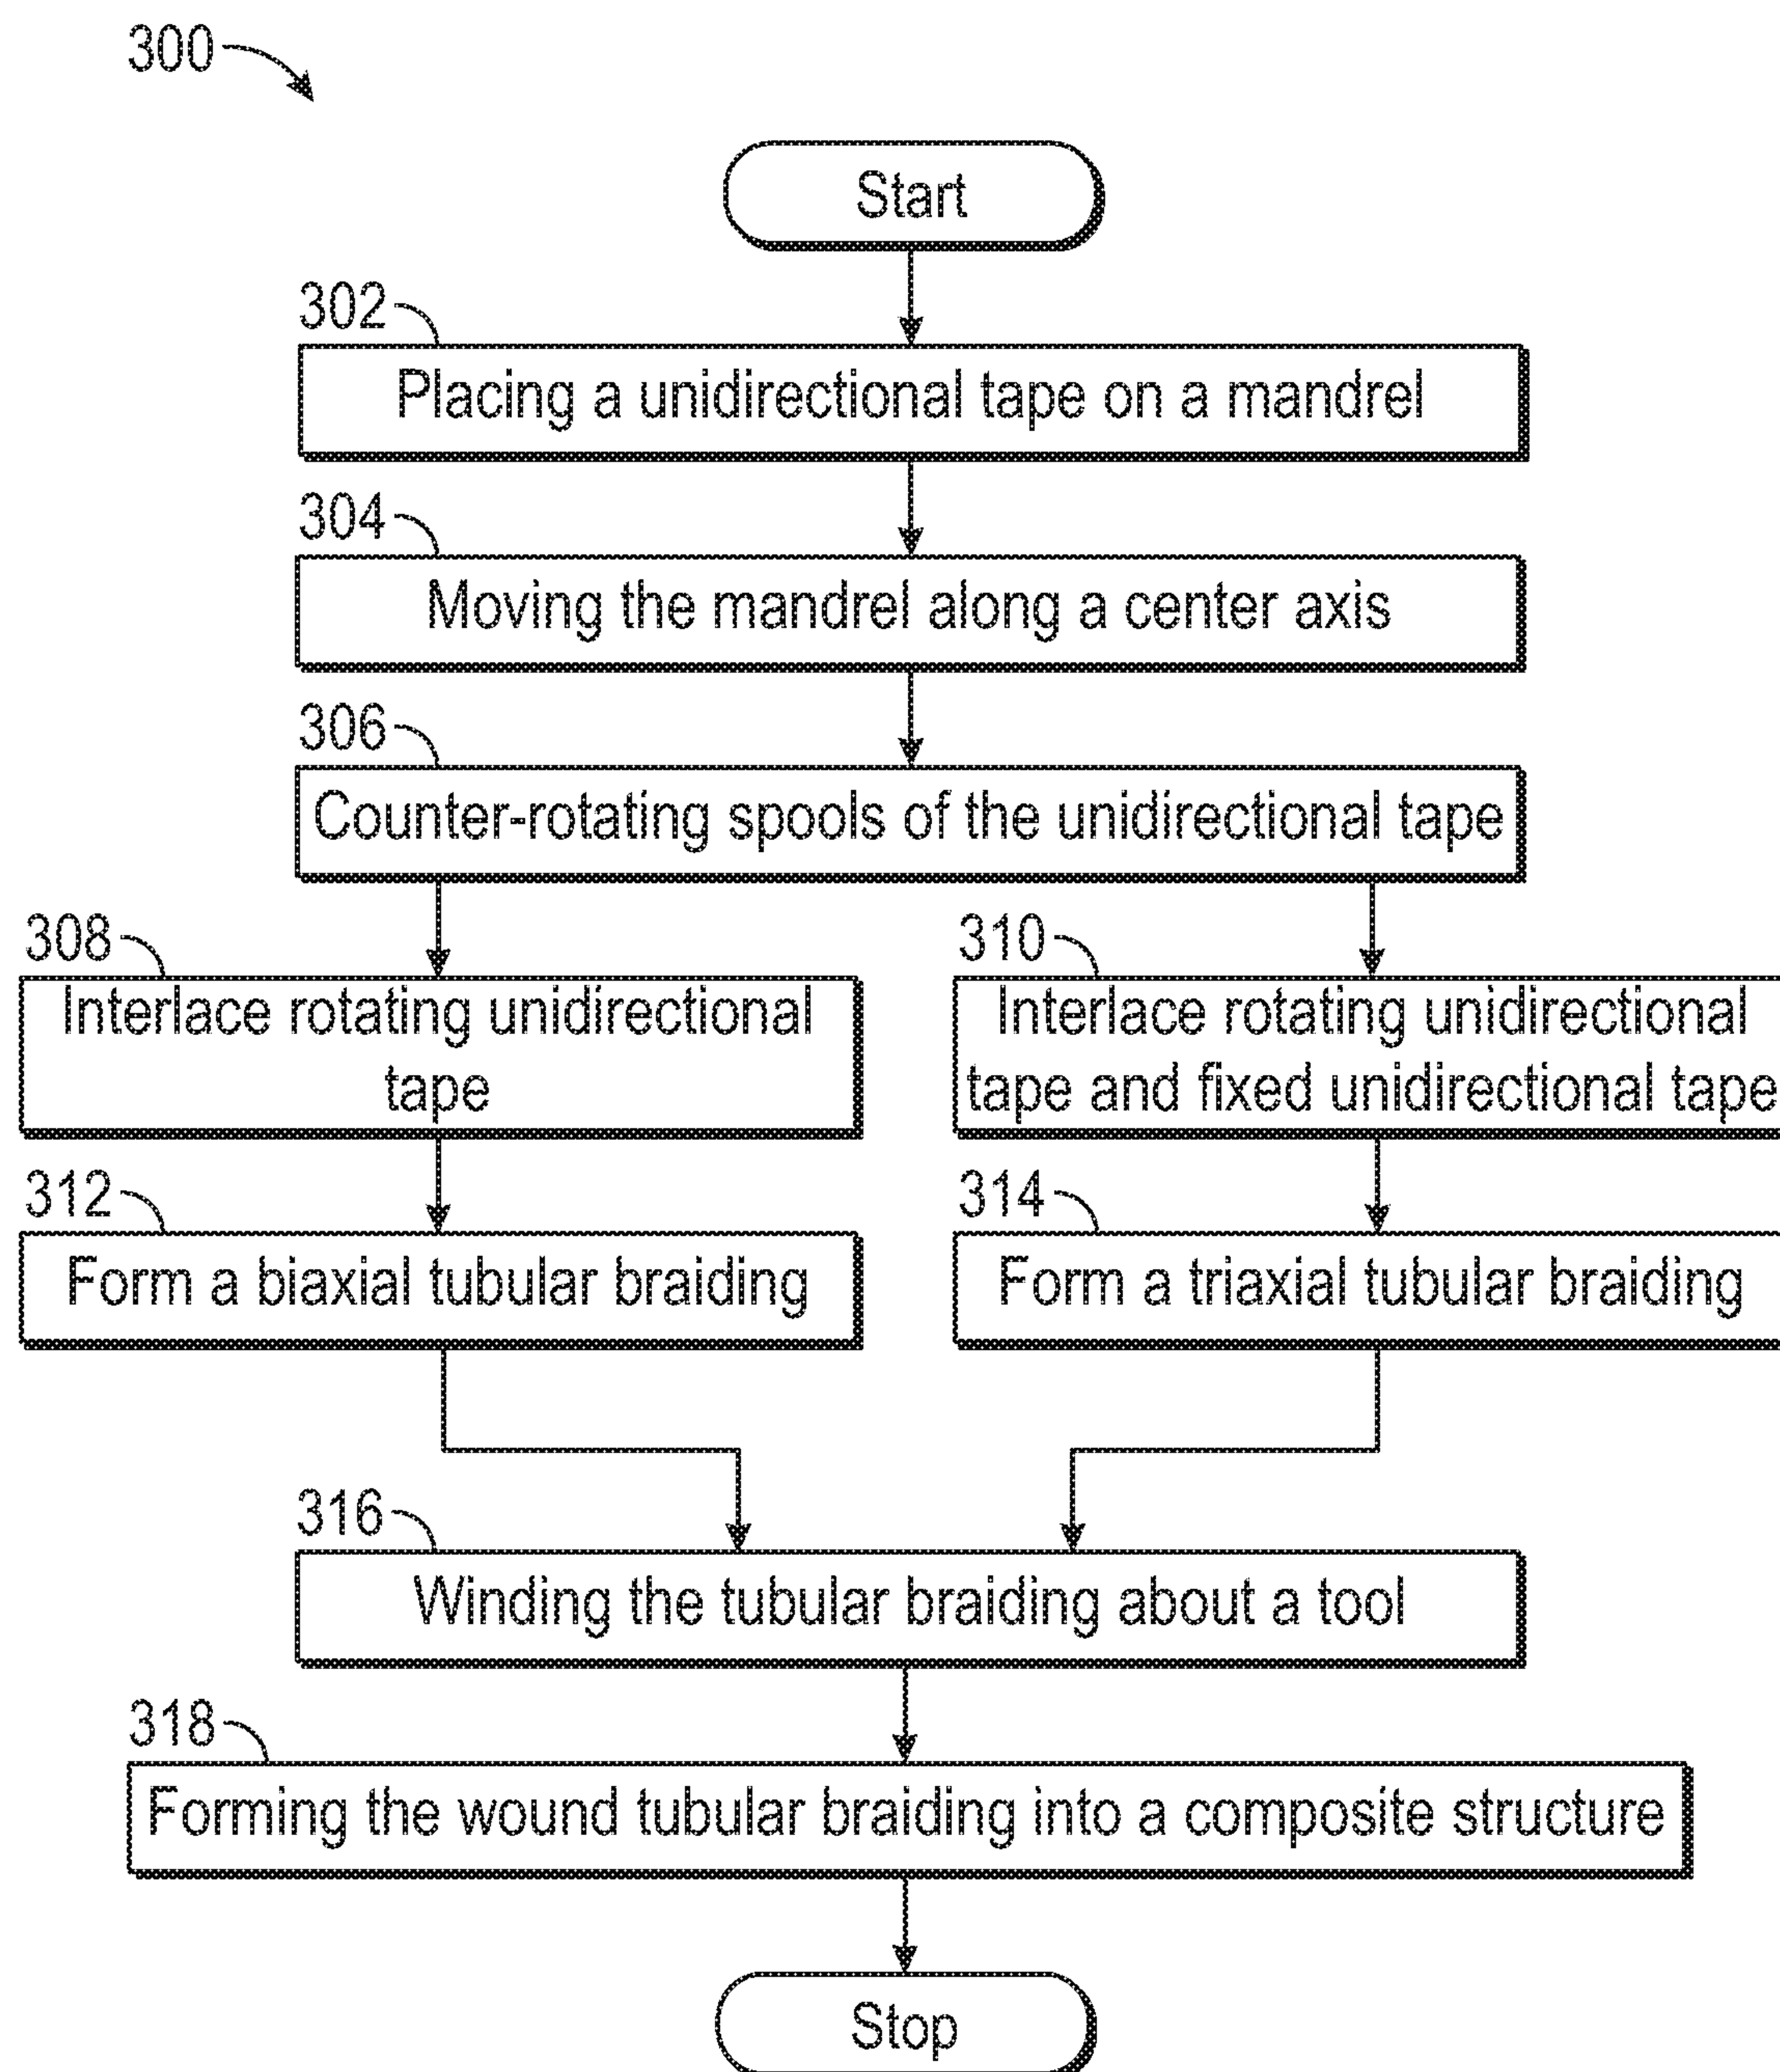 300
Start
302
Placing a unidirectional tape on a mandrel
304
Moving the mandrel along a center axis
306
Counter-rotating spools of the unidirectional tape
308
Interlace rotating unidirectional
tape
310
Interlace rotating unidirectional
tape and fixed unidirectional tape
312
Form a biaxial tubular braiding
314
Form a triaxial tubular braiding
316
Winding the tubular braiding about a tool
318
Forming the wound tubular braiding into a composite structure
Stop